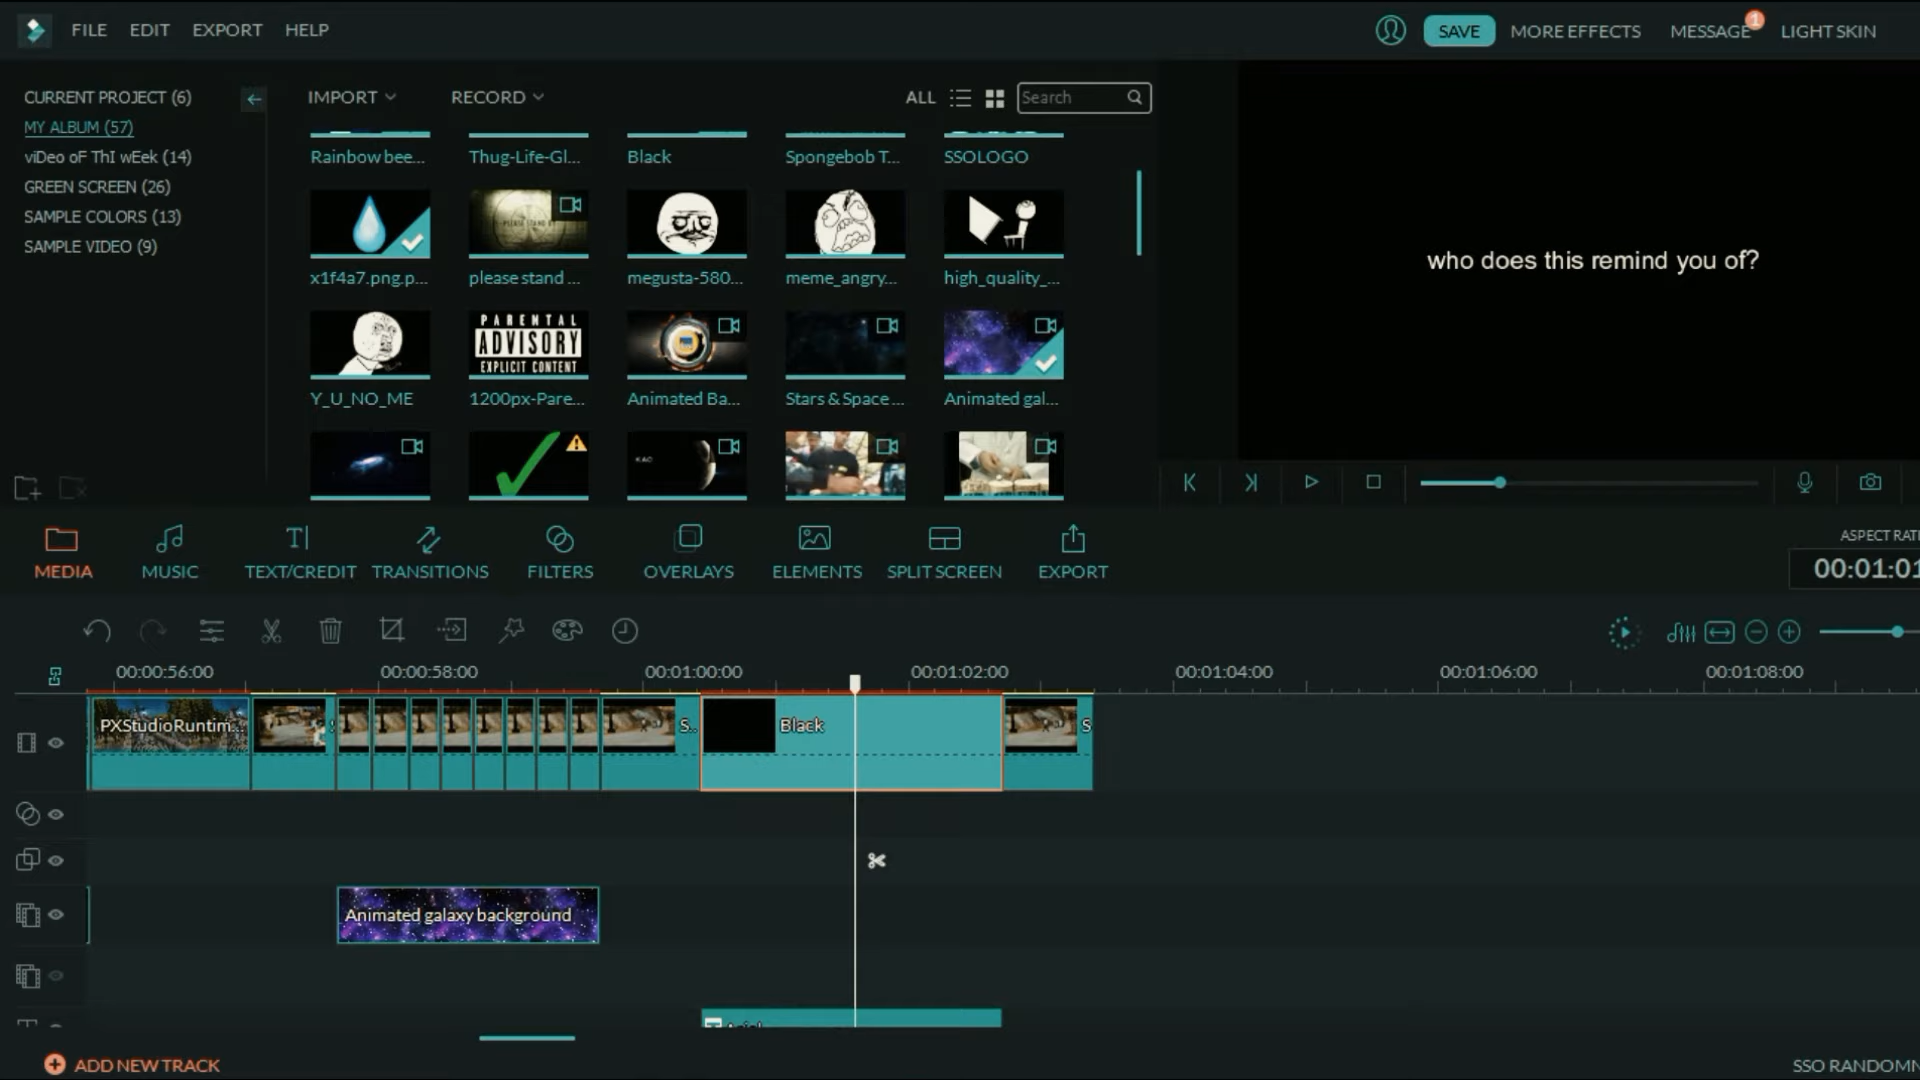 FILE EDIT EXPORT HELP
SAVE MORE EFFECTS MESSAGE 1 LIGHT SKIN
CURRENT PROJECT (6)
MY ALBUM (57)
viDeo oF ThI wEek (14)
GREEN SCREEN (26)
SAMPLE COLORS (13)
SAMPLE VIDEO (9)
IMPORT RECORD ALL Search
Rainbow bee... Thug-Life-Gl... Black Spongebob T... SSOLOGO
PLEASE STAND
x1f4a7.png.p... please stand ... megusta-580... meme_angry... high_quality_...
PARENTAL
ADVISORY
EXPLICIT CONTENT
Y_U_NO_ME 1200px-Pare... Animated Ba... Stars & Space ... Animated gal...
who does this remind you of?
MEDIA MUSIC TEXT/CREDIT TRANSITIONS FILTERS OVERLAYS ELEMENTS SPLIT SCREEN EXPORT
ASPECT RATI
00:01:01
00:00:56:00 00:00:58:00 00:01:00:00 00:01:02:00 00:01:04:00 00:01:06:00 00:01:08:00
PXStudioRuntim... S.. Black S
Animated galaxy background
ADD NEW TRACK
SSO RANDOMN